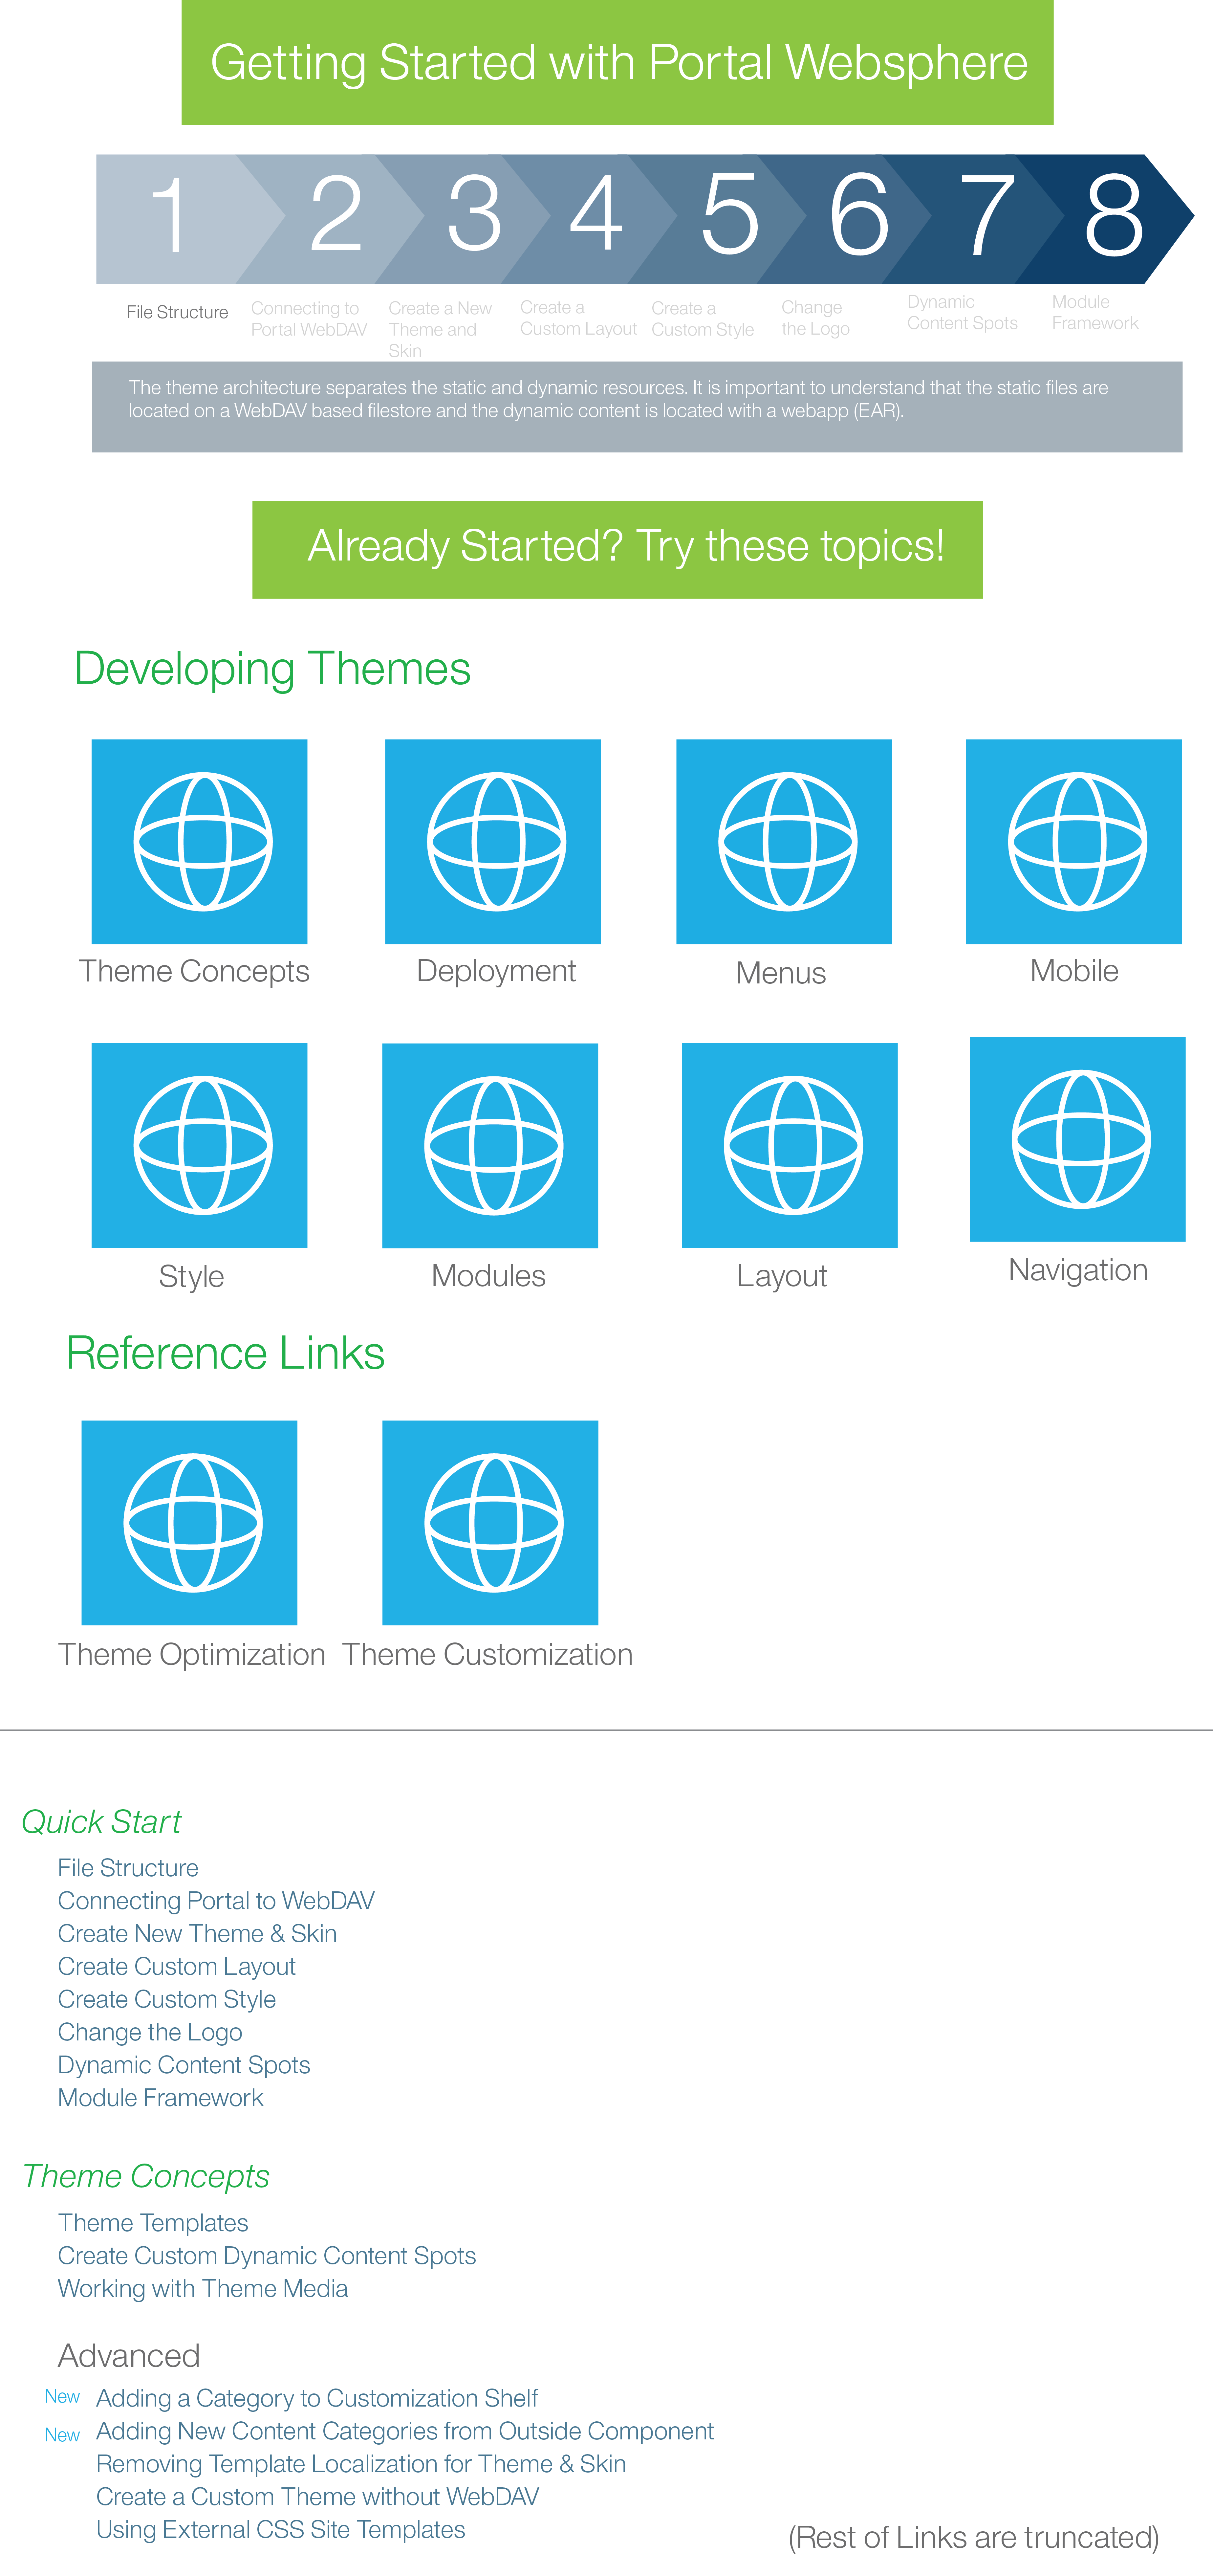 Getting Started with Portal Websphere
1 2 3 4 5 6 7 8
File Structure
Connecting to
Portal WebDAV
Create a New
Theme and
Skin
Create a
Custom Layout
Create a
Custom Style
Change
the Logo
Dynamic
Content Spots
Module
Framework
The theme architecture separates the static and dynamic resources. It is important to understand that the static files are
located on a WebDAV based filestore and the dynamic content is located with a webapp (EAR).
Already Started? Try these topics!
Developing Themes
Theme Concepts
Deployment
Menus
Mobile
Style
Modules
Layout
Navigation
Reference Links
Theme Optimization
Theme Customization
Quick Start
File Structure
Connecting Portal to WebDAV
Create New Theme & Skin
Create Custom Layout
Create Custom Style
Change the Logo
Dynamic Content Spots
Module Framework
Theme Concepts
Theme Templates
Create Custom Dynamic Content Spots
Working with Theme Media
Advanced
New Adding a Category to Customization Shelf
New Adding New Content Categories from Outside Component
Removing Template Localization for Theme & Skin
Create a Custom Theme without WebDAV
Using External CSS Site Templates
(Rest of Links are truncated)